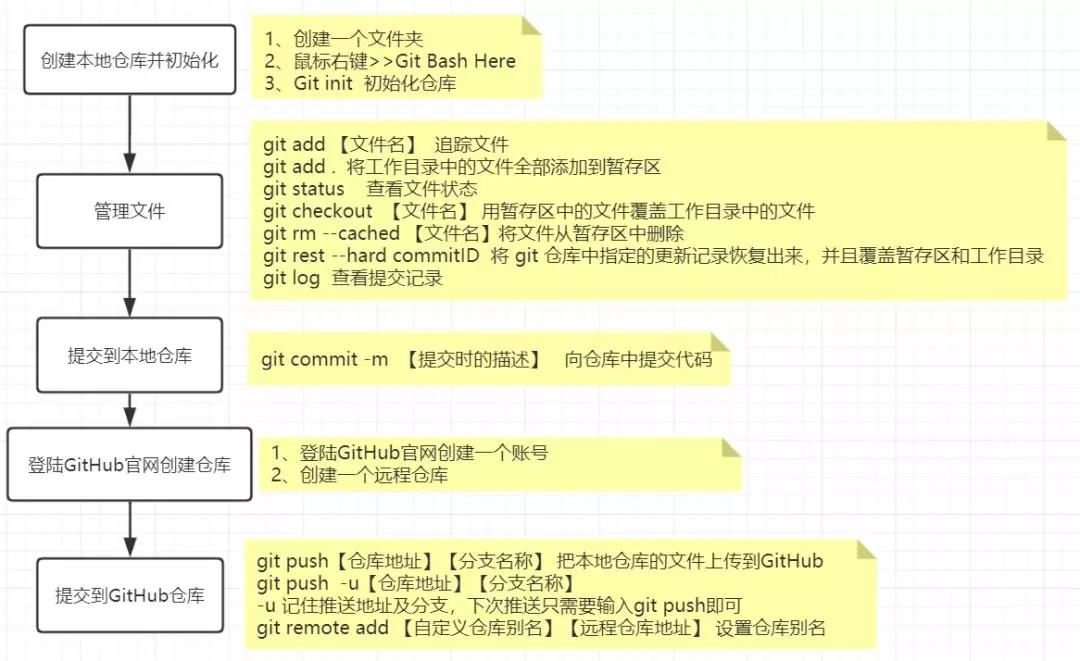 创建本地仓库并初始化
1、创建一个文件夹
2、鼠标右键>>Git Bash Here
3、Git init 初始化仓库
管理文件
git add 【文件名】 追踪文件
git add . 将工作目录中的文件全部添加到暂存区
git status 查看文件状态
git checkout 【文件名】 用暂存区中的文件覆盖工作目录中的文件
git rm --cached 【文件名】将文件从暂存区中删除
git rest --hard commitID 将 git 仓库中指定的更新记录恢复出来，并且覆盖暂存区和工作目录
git log 查看提交记录
提交到本地仓库
git commit -m 【提交时的描述】 向仓库中提交代码
登陆GitHub官网创建仓库
1、登陆GitHub官网创建一个账号
2、创建一个远程仓库
提交到GitHub仓库
git push【仓库地址】【分支名称】 把本地仓库的文件上传到GitHub
git push -u【仓库地址】【分支名称】
-u 记住推送地址及分支，下次推送只需要输入git push即可
git remote add 【自定义仓库别名】【远程仓库地址】 设置仓库别名